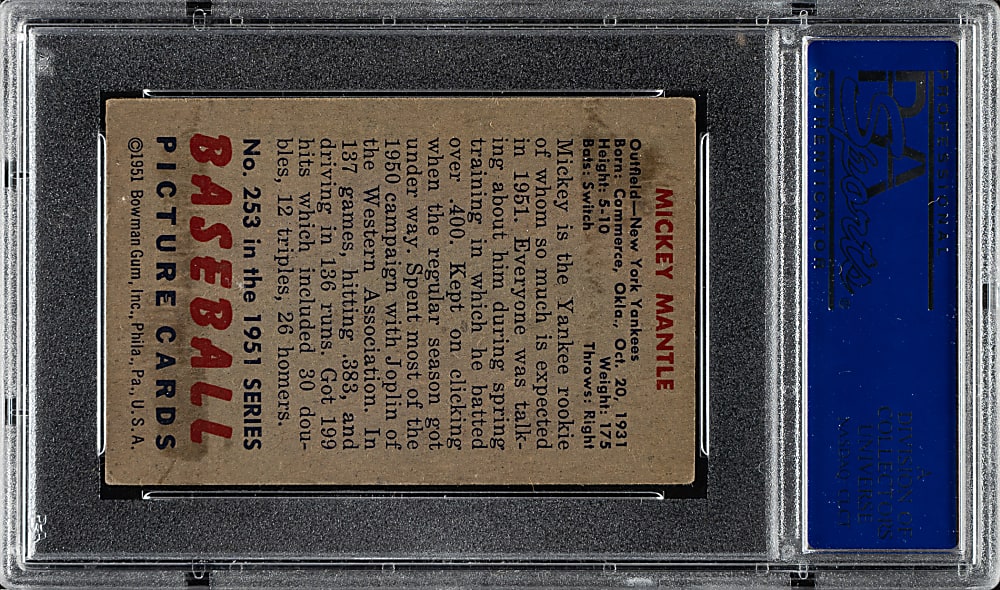 MICKEY MANTLE
Outfield—New York Yankees
Born: Commerce, Okla., Oct. 20, 1931
Height: 5-10 Weight: 175
Bats: Switch Throws: Right
Mickey is the Yankee rookie
of whom so much is expected
in 1951. Everyone was talk-
ing about him during spring
training in which he batted
over .400. Kept on clicking
when the regular season got
under way. Spent most of the
1950 campaign with Joplin of
the Western Association. In
137 games, hitting .383, and
driving in 136 runs. Got 199
hits which included 30 dou-
bles, 12 triples, 26 homers.
No. 253 in the 1951 SERIES
BASEBALL
PICTURE CARDS
©1951 Bowman Gum, Inc., Phila., Pa., U. S. A.
PROFESSIONAL
PSA
Sports
AUTHENTICATOR
A
DIVISION OF
COLLECTORS
UNIVERSE